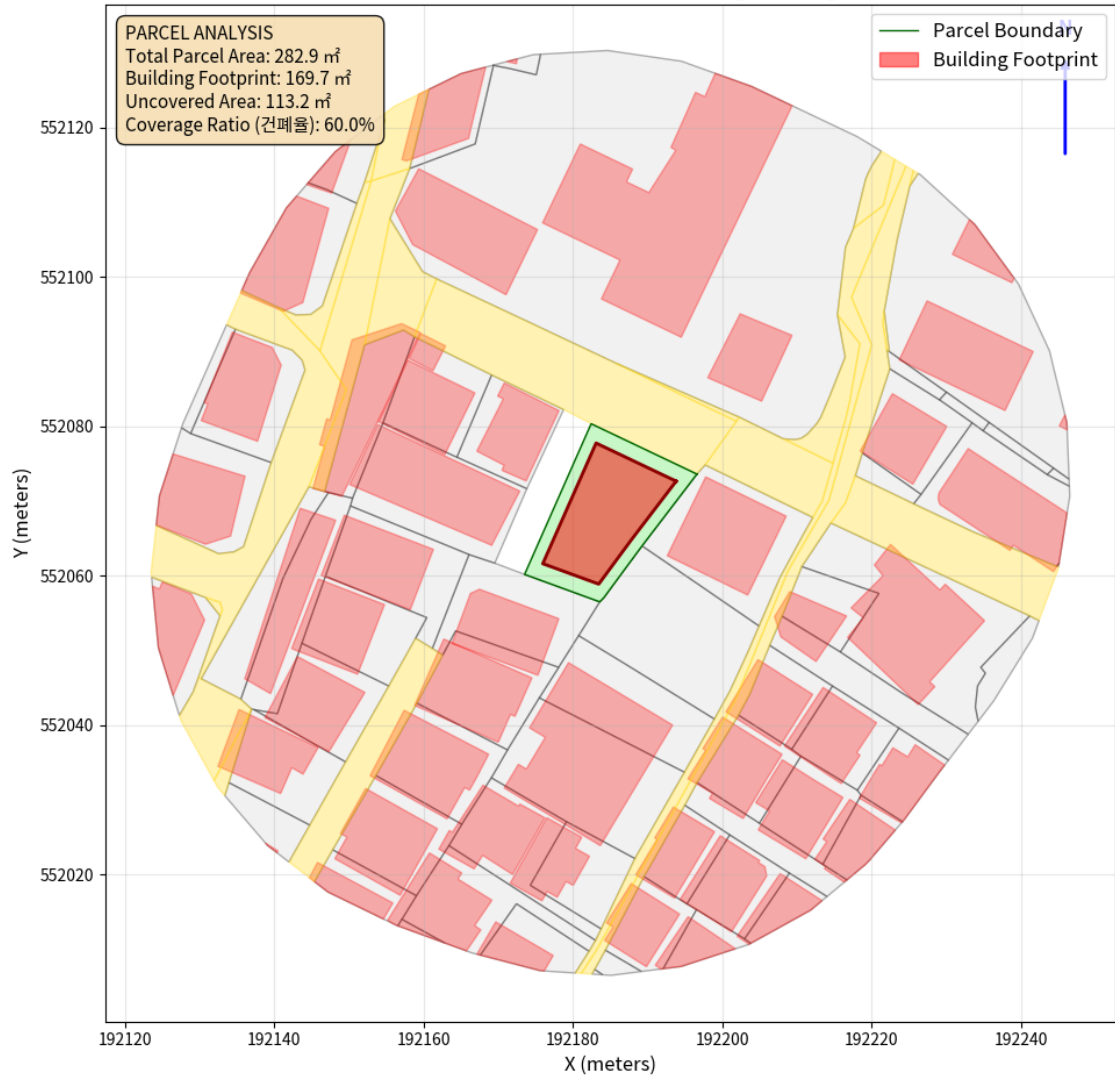 PARCEL ANALYSIS
Total Parcel Area: 282.9 ㎡
Building Footprint: 169.7 ㎡
Uncovered Area: 113.2 ㎡
Coverage Ratio (건폐율): 60.0%
Parcel Boundary
Building Footprint
N
552120
552100
552080
552060
552040
552020
Y (meters)
192120
192140
192160
192180
192200
192220
192240
X (meters)